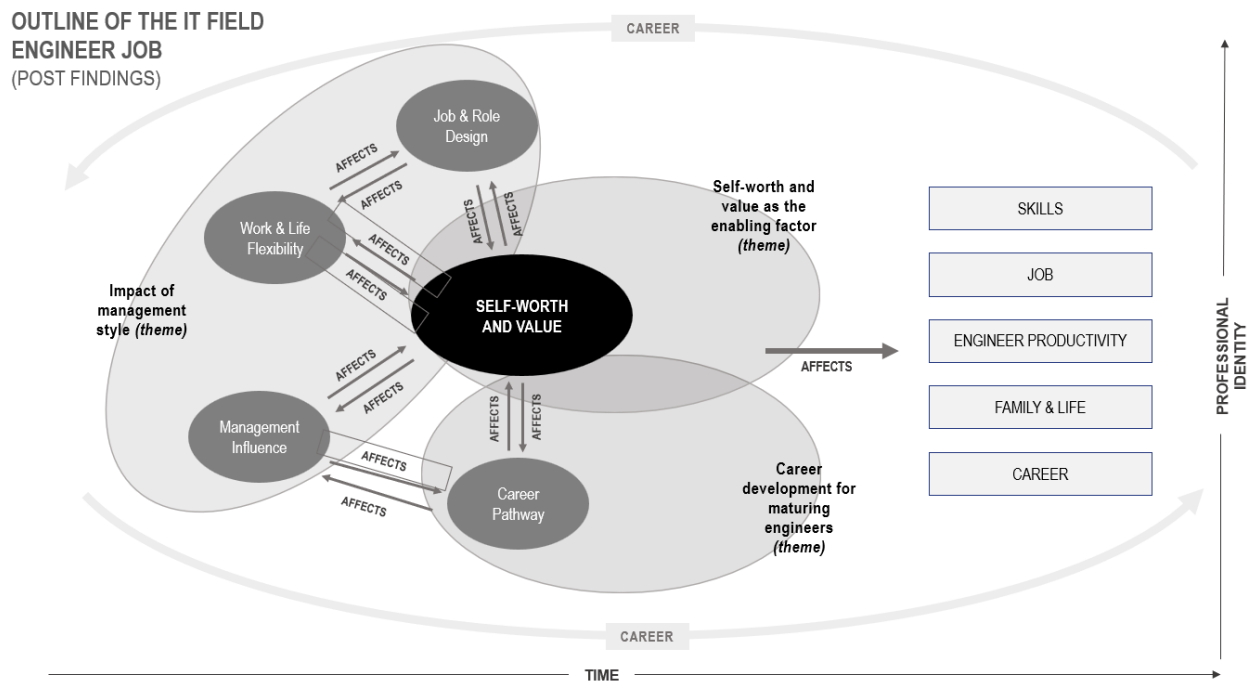 OUTLINE OF THE IT FIELD
ENGINEER JOB
(POST FINDINGS)
CAREER
Job & Role
Design
AFFECTS
AFFECTS
AFFECTS
AFFECTS
Work & Life
Flexibility
AFFECTS
AFFECTS
Self-worth and
value as the
enabling factor
(theme)
Impact of
management
style (theme)
SELF-WORTH
AND VALUE
AFFECTS
AFFECTS
AFFECTS
AFFECTS
Management
Influence
AFFECTS
AFFECTS
Career
Pathway
Career
development for
maturing
engineers
(theme)
AFFECTS
SKILLS
JOB
ENGINEER PRODUCTIVITY
FAMILY & LIFE
CAREER
PROFESSIONAL
IDENTITY
CAREER
TIME